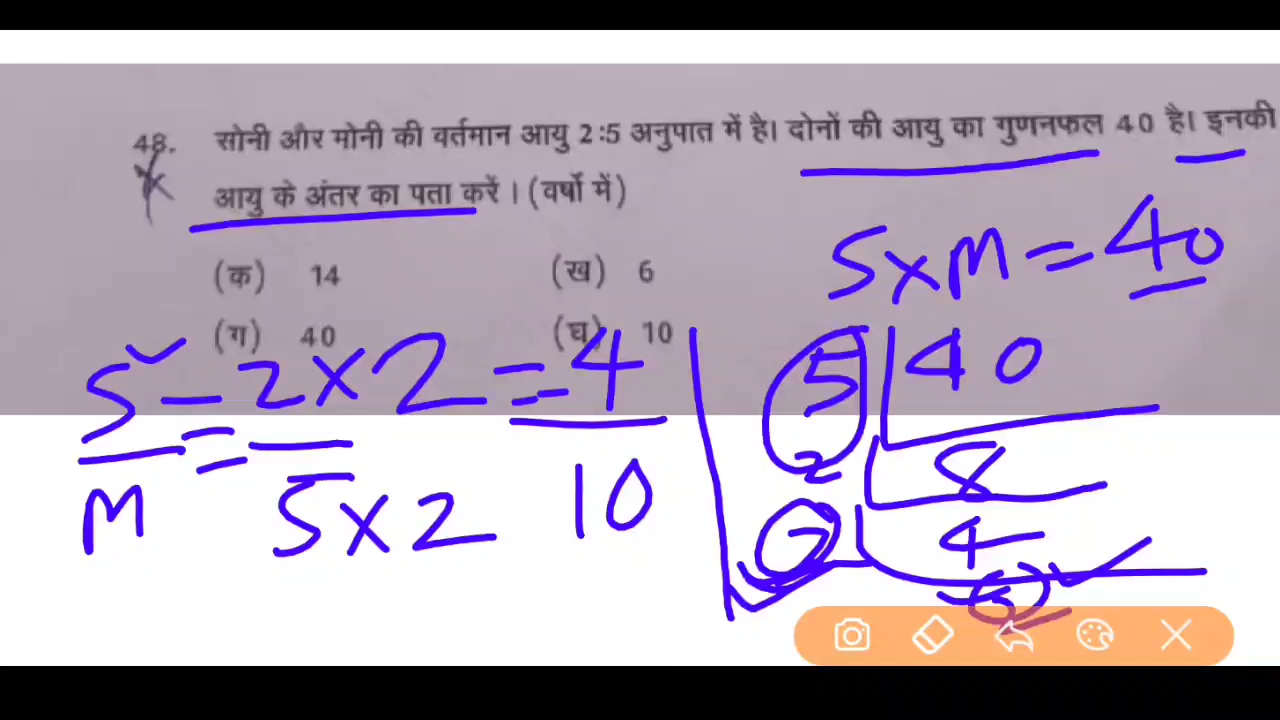 48. सोनी और मोनी की वर्तमान आयु 2:5 अनुपात में है। दोनों की आयु का गुणनफल 40 है। इनकी
आयु के अंतर का पता करें। (वर्षो में)
(क) 14 (ख) 6
(ग) 40 (घ) 10
S×M=40
S = 2×2 = 4
M 5×2 10
5 40
2 8
2 4